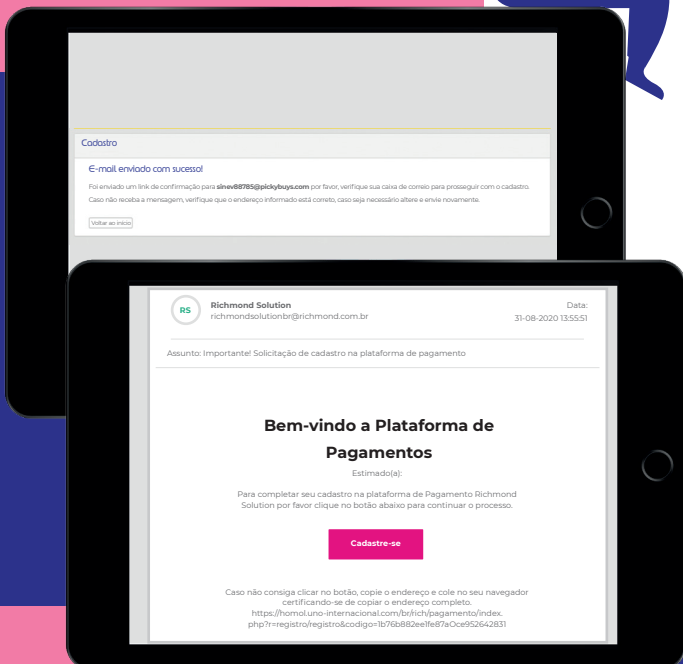 Cadastro
E-mail enviado com sucesso!
Foi enviado um link de confirmação para sinev88785@pickybuys.com por favor, verifique sua caixa de correio para prosseguir com o cadastro.
Caso não receba a mensagem, verifique que o endereço informado está correto, caso seja necessário altere e envie novamente.
Voltar ao início
RS
Richmond Solution
richmondsolutionbr@richmond.com.br
Data:
31-08-2020 13:55:51
Assunto: Importante! Solicitação de cadastro na plataforma de pagamento
Bem-vindo a Plataforma de
Pagamentos
Estimado(a):
Para completar seu cadastro na plataforma de Pagamento Richmond
Solution por favor clique no botão abaixo para continuar o processo.
Cadastre-se
Caso não consiga clicar no botão, copie o endereço e cole no seu navegador
certificando-se de copiar o endereço completo.
https://homol.uno-internacional.com/br/rich/pagamento/index.
php?r=registro/registro&codigo=1b76b882ee1fe87a0ce952642831